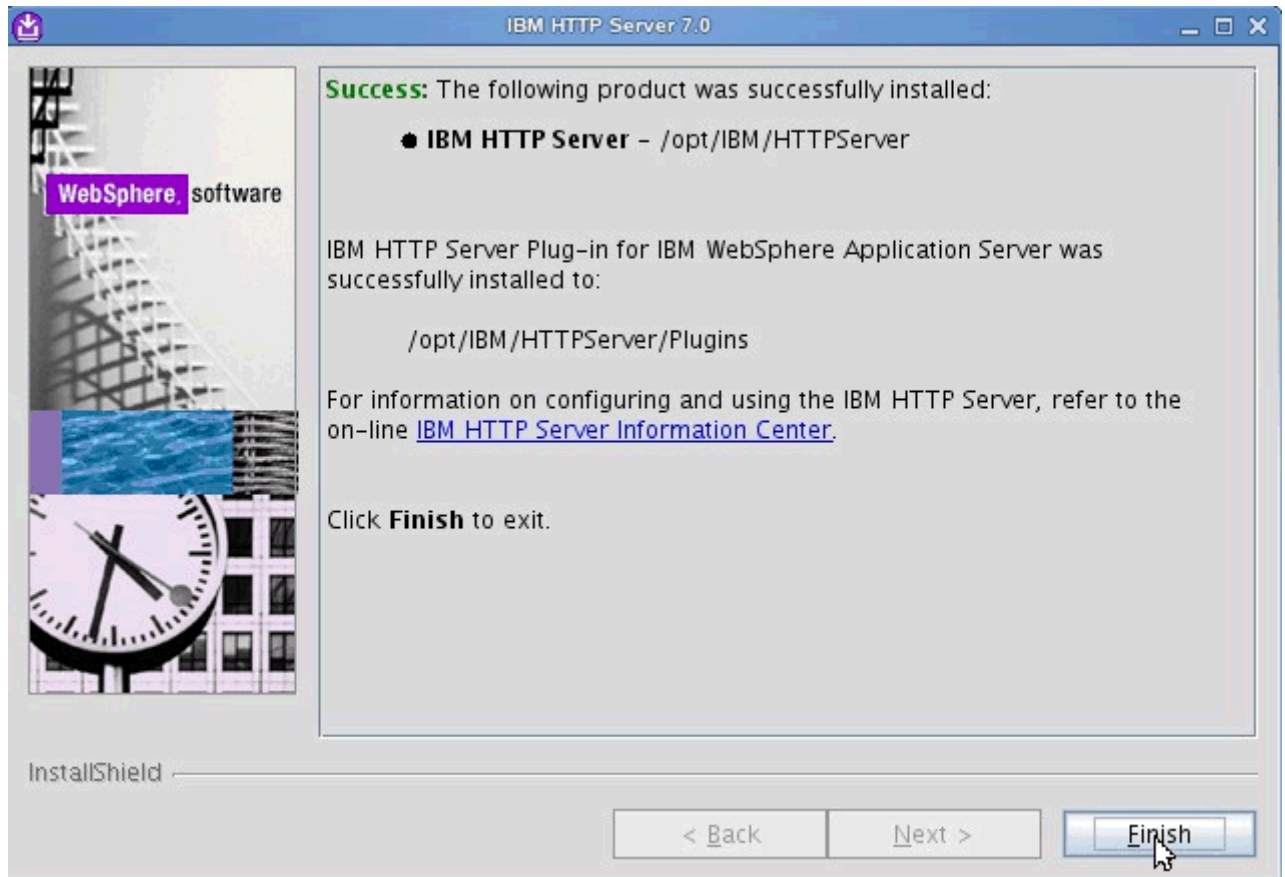 IBM HTTP Server 7.0
WebSphere, software
Success: The following product was successfully installed:
● IBM HTTP Server – /opt/IBM/HTTPServer
IBM HTTP Server Plug-in for IBM WebSphere Application Server was
successfully installed to:
/opt/IBM/HTTPServer/Plugins
For information on configuring and using the IBM HTTP Server, refer to the
on-line IBM HTTP Server Information Center.
Click Finish to exit.
InstallShield
< Back
Next >
Finish